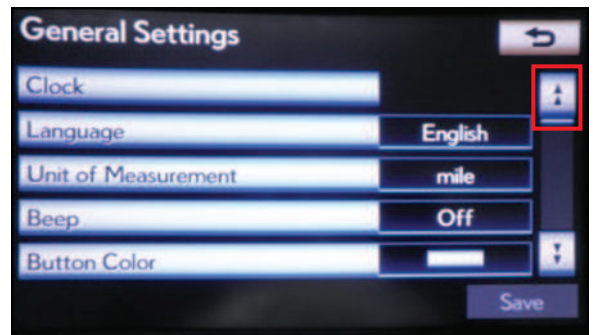 General Settings
Clock
Language English
Unit of Measurement mile
Beep Off
Button Color
Save